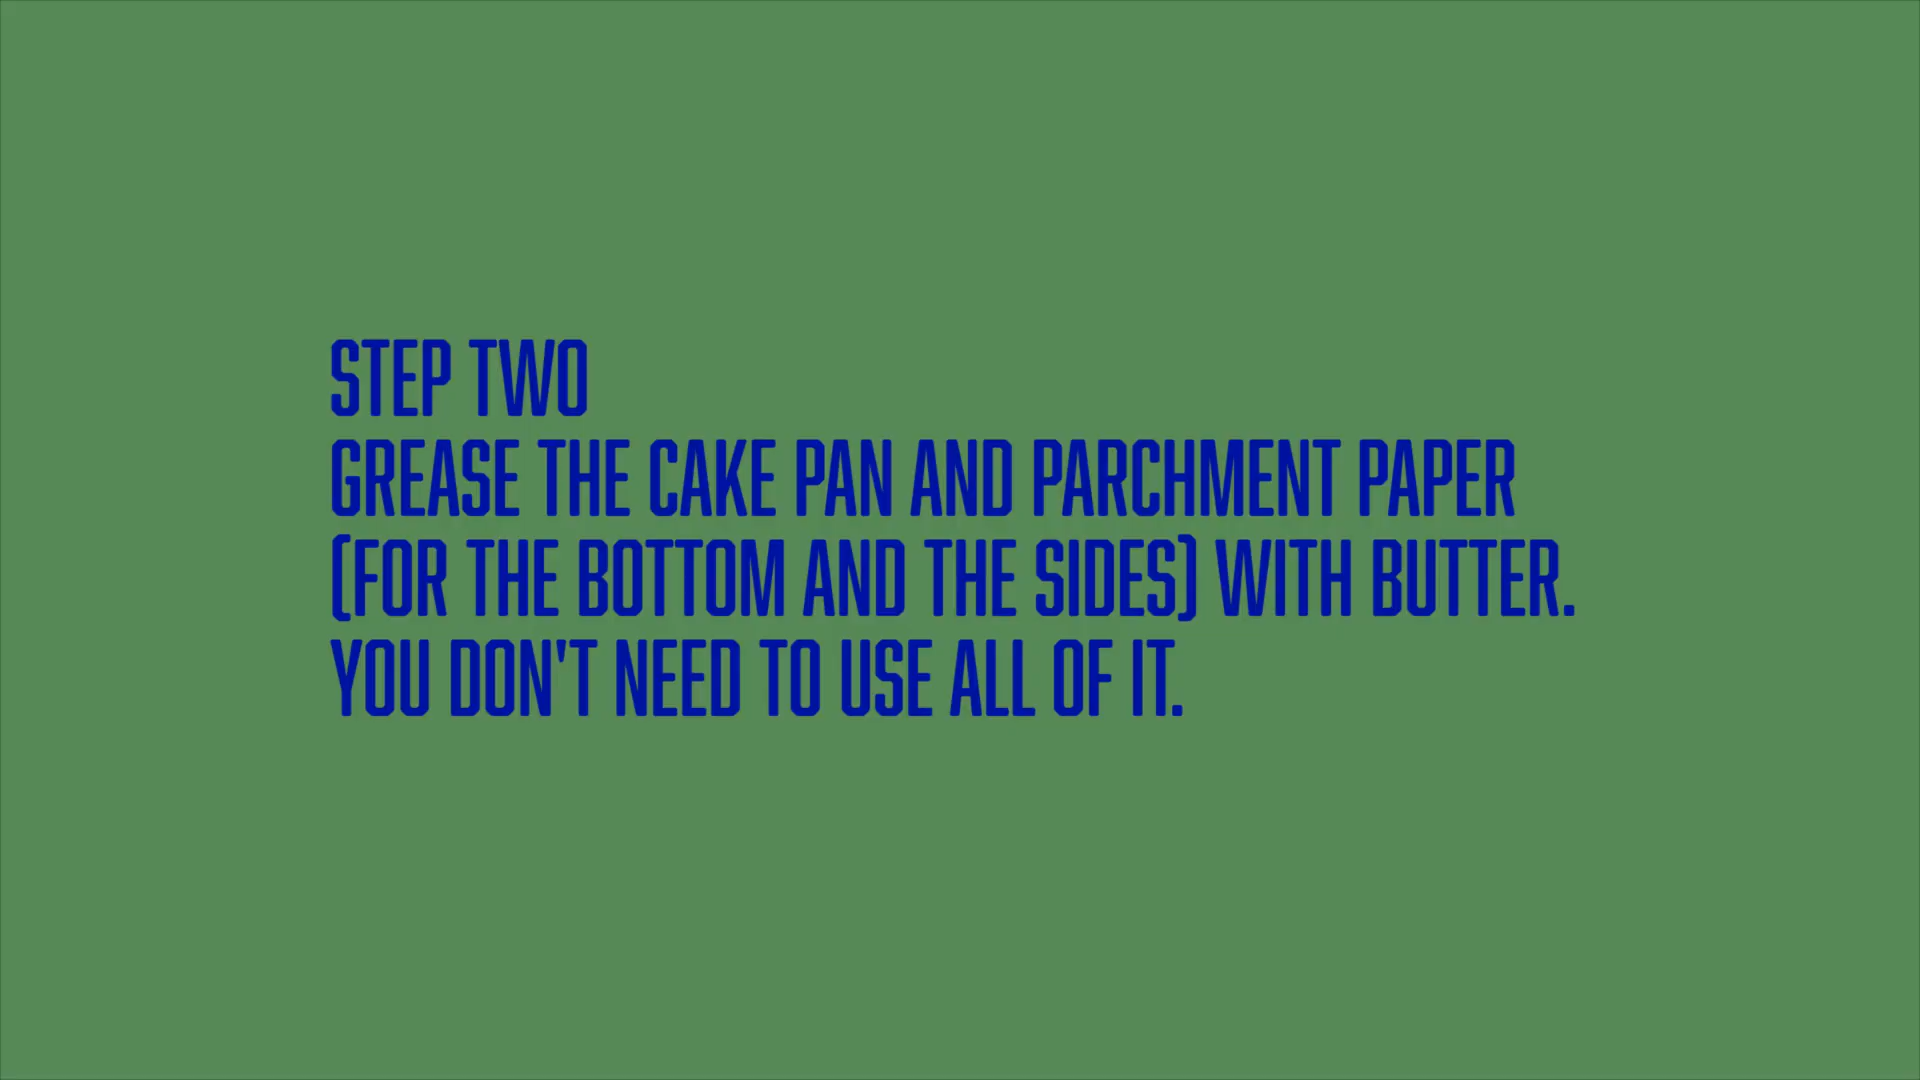 STEP TWO
GREASE THE CAKE PAN AND PARCHMENT PAPER
(FOR THE BOTTOM AND THE SIDES) WITH BUTTER.
YOU DON'T NEED TO USE ALL OF IT.